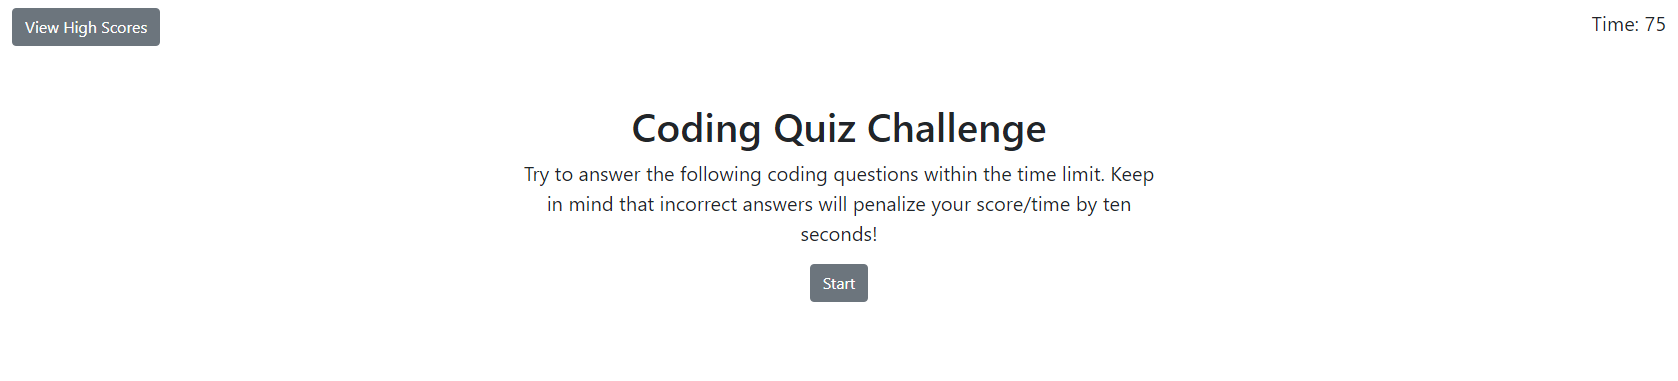 View High Scores
Time: 75
Coding Quiz Challenge
Try to answer the following coding questions within the time limit. Keep
in mind that incorrect answers will penalize your score/time by ten
seconds!
Start